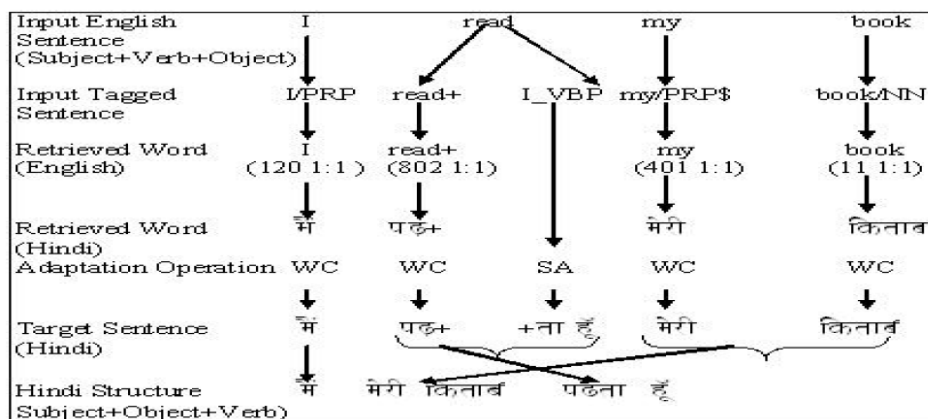 Input English I read my book
Sentence
(Subject+Verb+Object)
Input Tagged I/PRP read+ I_VBP my/PRP$ book/NN
Sentence
Retrieved Word I read+ my book
(English) (120 1:1 ) (802 1:1) (401 1:1) (11 1:1)
Retrieved Word मैं पढ़+ मेरी किताब
(Hindi)
Adaptation Operation WC WC SA WC WC
Target Sentence मैं पढ़+ +ता हूँ मेरी किताब
(Hindi)
Hindi Structure मैं मेरी किताब पढ़ता हूँ
Subject+Object+Verb)